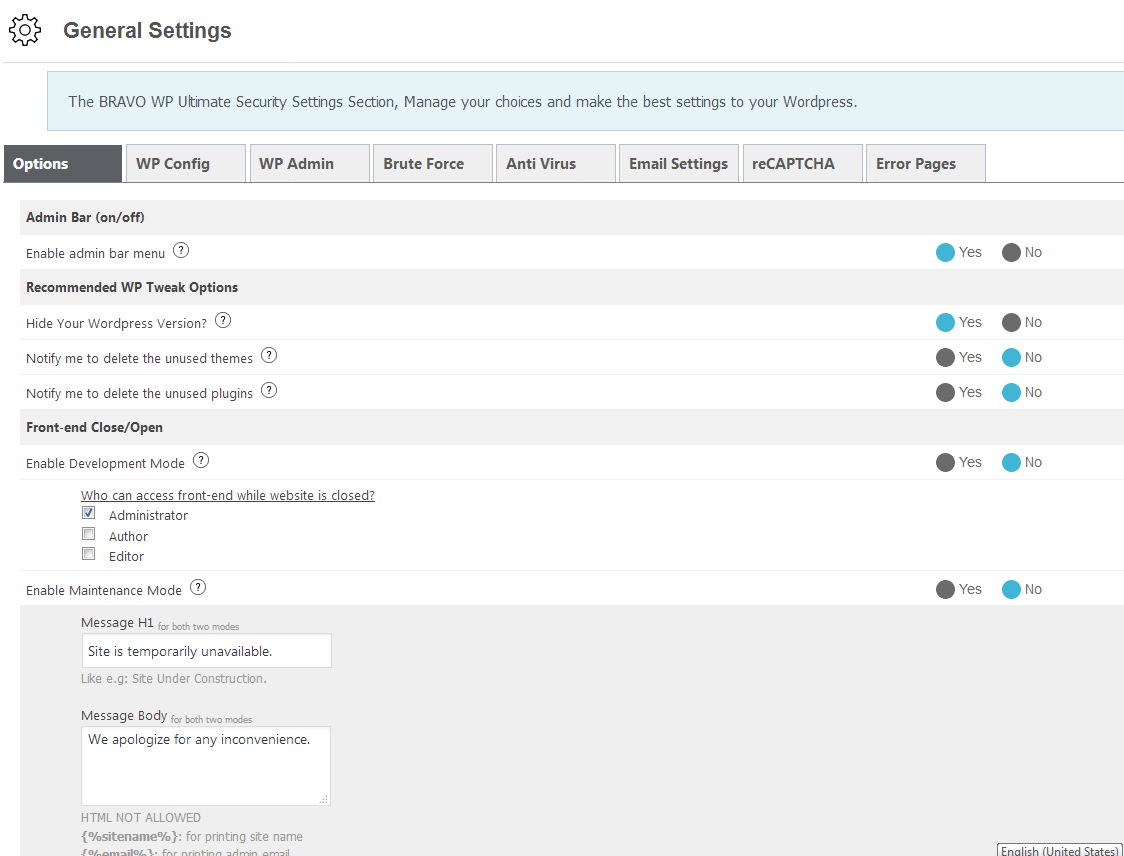 General Settings
The BRAVO WP Ultimate Security Settings Section, Manage your choices and make the best settings to your Wordpress.
Options WP Config WP Admin Brute Force Anti Virus Email Settings reCAPTCHA Error Pages
Admin Bar (on/off)
Enable admin bar menu ? Yes No
Recommended WP Tweak Options
Hide Your Wordpress Version? ? Yes No
Notify me to delete the unused themes ? Yes No
Notify me to delete the unused plugins ? Yes No
Front-end Close/Open
Enable Development Mode ? Yes No
Who can access front-end while website is closed?
Administrator
Author
Editor
Enable Maintenance Mode ? Yes No
Message H1 for both two modes
Site is temporarily unavailable.
Like e.g: Site Under Construction.
Message Body for both two modes
We apologize for any inconvenience.
HTML NOT ALLOWED
{%sitename%}: for printing site name
{%email%}: for printing admin email
English (United States)